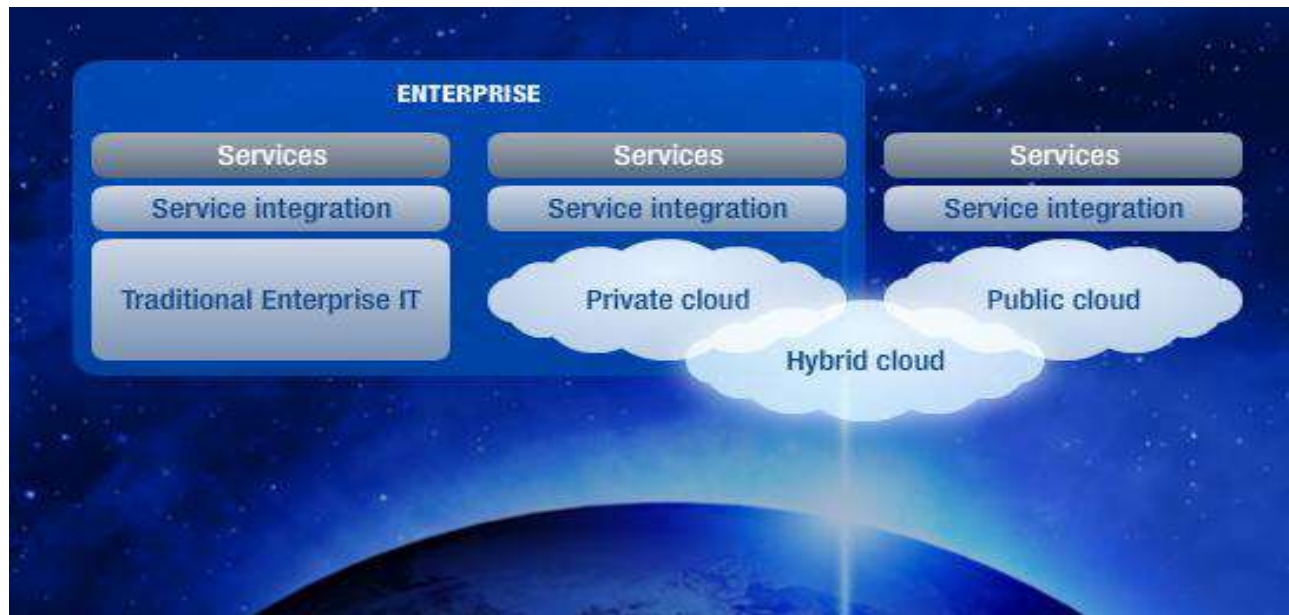 ENTERPRISE
Services
Services
Services
Service integration
Service integration
Service integration
Traditional Enterprise IT
Private cloud
Public cloud
Hybrid cloud